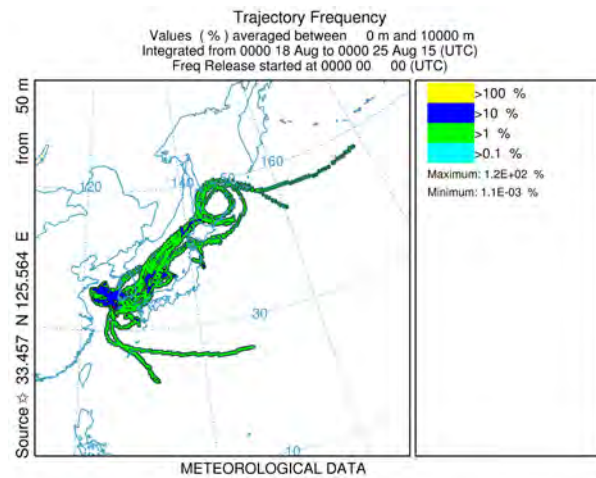 Trajectory Frequency
Values ( % ) averaged between 0 m and 10000 m
Integrated from 0000 18 Aug to 0000 25 Aug 15 (UTC)
Freq Release started at 0000 00 00 (UTC)
Source ☆ 33.457 N 125.564 E from 50 m
>100 %
>10 %
>1 %
>0.1 %
Maximum: 1.2E+02 %
Minimum: 1.1E-03 %
120
140
160
30
10
METEOROLOGICAL DATA